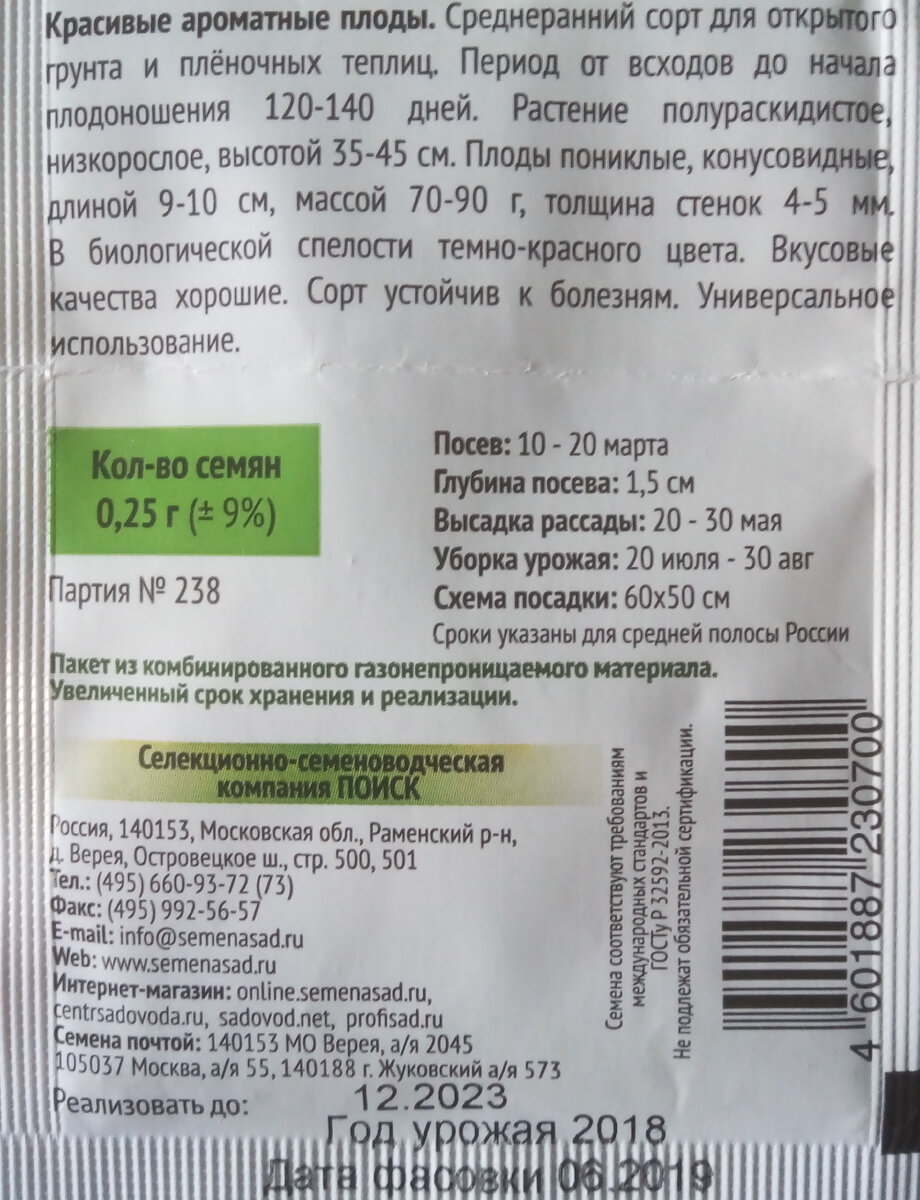 Красивые ароматные плоды. Среднеранний сорт для открытого
грунта и плёночных теплиц. Период от всходов до начала
плодоношения 120-140 дней. Растение полураскидистое,
низкорослое, высотой 35-45 см. Плоды пониклые, конусовидные,
длиной 9-10 см, массой 70-90 г, толщина стенок 4-5 мм.
В биологической спелости темно-красного цвета. Вкусовые
качества хорошие. Сорт устойчив к болезням. Универсальное
использование.
Кол-во семян
0,25 г (± 9%)
Партия № 238
Посев: 10 - 20 марта
Глубина посева: 1,5 см
Высадка рассады: 20 - 30 мая
Уборка урожая: 20 июля - 30 авг
Схема посадки: 60х50 см
Сроки указаны для средней полосы России
Пакет из комбинированного газонепроницаемого материала.
Увеличенный срок хранения и реализации.
Селекционно-семеноводческая
компания ПОИСК
Россия, 140153, Московская обл., Раменский р-н,
д. Верея, Островецкое ш., стр. 500, 501
Тел.: (495) 660-93-72 (73)
Факс: (495) 992-56-57
E-mail: info@semenasad.ru
Web: www.semenasad.ru
Интернет-магазин: online.semenasad.ru,
centrsadovoda.ru, sadovod.net, profisad.ru
Семена почтой: 140153 МО Верея, а/я 2045
105037 Москва, а/я 55, 140188 г. Жуковский а/я 573
Реализовать до: 12.2023
Год урожая 2018
Дата фасовки 06.2019
Семена соответствуют требованиям
международных стандартов и
ГОСТу Р 32592-2013.
Не подлежат обязательной сертификации.
4 601887 230700